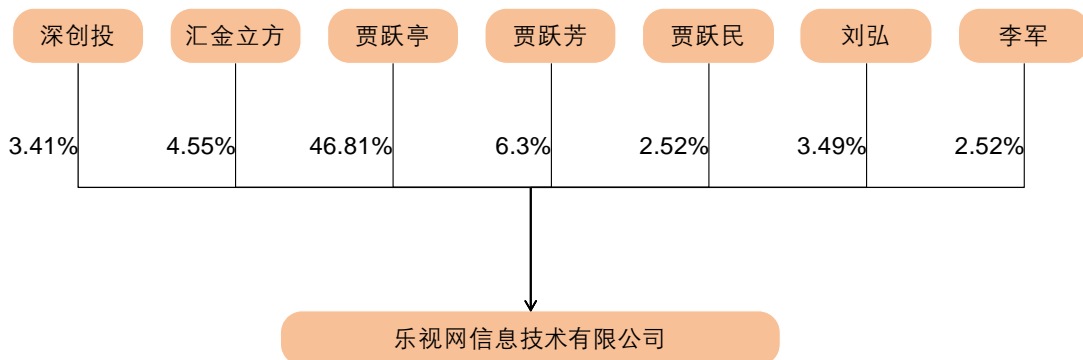 深创投 汇金立方 贾跃亭 贾跃芳 贾跃民 刘弘 李军
3.41% 4.55% 46.81% 6.3% 2.52% 3.49% 2.52%
乐视网信息技术有限公司